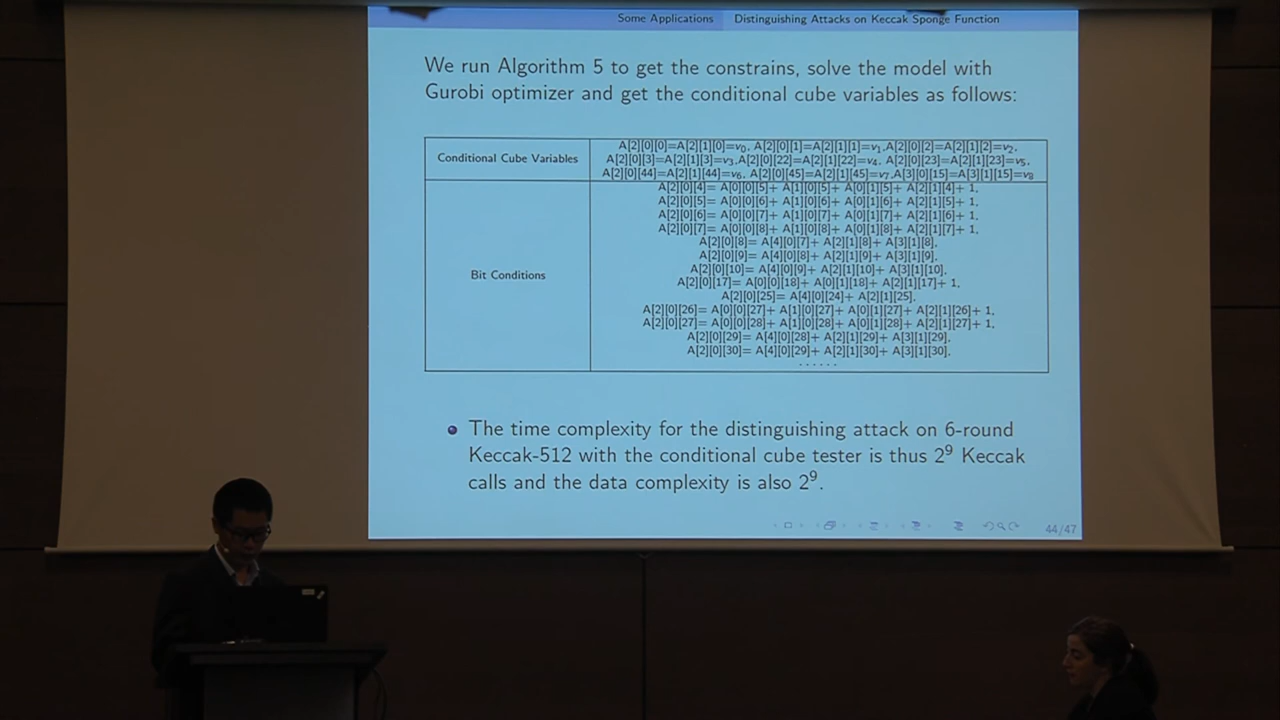 Some Applications Distinguishing Attacks on Keccak Sponge Function
We run Algorithm 5 to get the constrains, solve the model with
Gurobi optimizer and get the conditional cube variables as follows:
Conditional Cube Variables
A[2][0][0]=A[2][1][0]=v₀, A[2][0][1]=A[2][1][1]=v₁,A[2][0][2]=A[2][1][2]=v₂,
A[2][0][3]=A[2][1][3]=v₃,A[2][0][22]=A[2][1][22]=v₄, A[2][0][23]=A[2][1][23]=v₅,
A[2][0][44]=A[2][1][44]=v₆, A[2][0][45]=A[2][1][45]=v₇,A[3][0][15]=A[3][1][15]=v₈
Bit Conditions
A[2][0][4]= A[0][0][5]+ A[1][0][5]+ A[0][1][5]+ A[2][1][4]+ 1,
A[2][0][5]= A[0][0][6]+ A[1][0][6]+ A[0][1][6]+ A[2][1][5]+ 1,
A[2][0][6]= A[0][0][7]+ A[1][0][7]+ A[0][1][7]+ A[2][1][6]+ 1,
A[2][0][7]= A[0][0][8]+ A[1][0][8]+ A[0][1][8]+ A[2][1][7]+ 1,
A[2][0][8]= A[4][0][7]+ A[2][1][8]+ A[3][1][8],
A[2][0][9]= A[4][0][8]+ A[2][1][9]+ A[3][1][9],
A[2][0][10]= A[4][0][9]+ A[2][1][10]+ A[3][1][10],
A[2][0][17]= A[0][0][18]+ A[0][1][18]+ A[2][1][17]+ 1,
A[2][0][25]= A[4][0][24]+ A[2][1][25],
A[2][0][26]= A[0][0][27]+ A[1][0][27]+ A[0][1][27]+ A[2][1][26]+ 1,
A[2][0][27]= A[0][0][28]+ A[1][0][28]+ A[0][1][28]+ A[2][1][27]+ 1,
A[2][0][29]= A[4][0][28]+ A[2][1][29]+ A[3][1][29],
A[2][0][30]= A[4][0][29]+ A[2][1][30]+ A[3][1][30],
......
The time complexity for the distinguishing attack on 6-round
Keccak-512 with the conditional cube tester is thus 2⁹ Keccak
calls and the data complexity is also 2⁹.
44/47